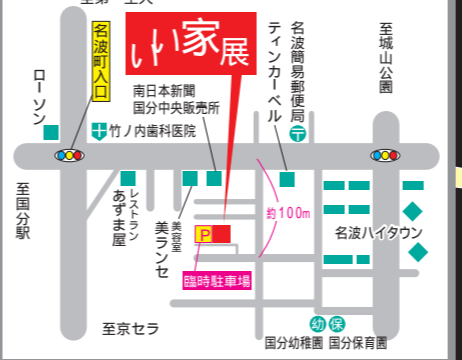 名波町入口
いい家展
ローソン
竹ノ内歯科医院
南日本新聞
国分中央販売所
ティンカーベル
名波簡易郵便局
〒
至城山公園
至国分駅
レストラン
あずま屋
美容室
美ランセ
約100m
P
臨時駐車場
名波ハイタウン
至京セラ
幼 保
国分幼稚園 国分保育園